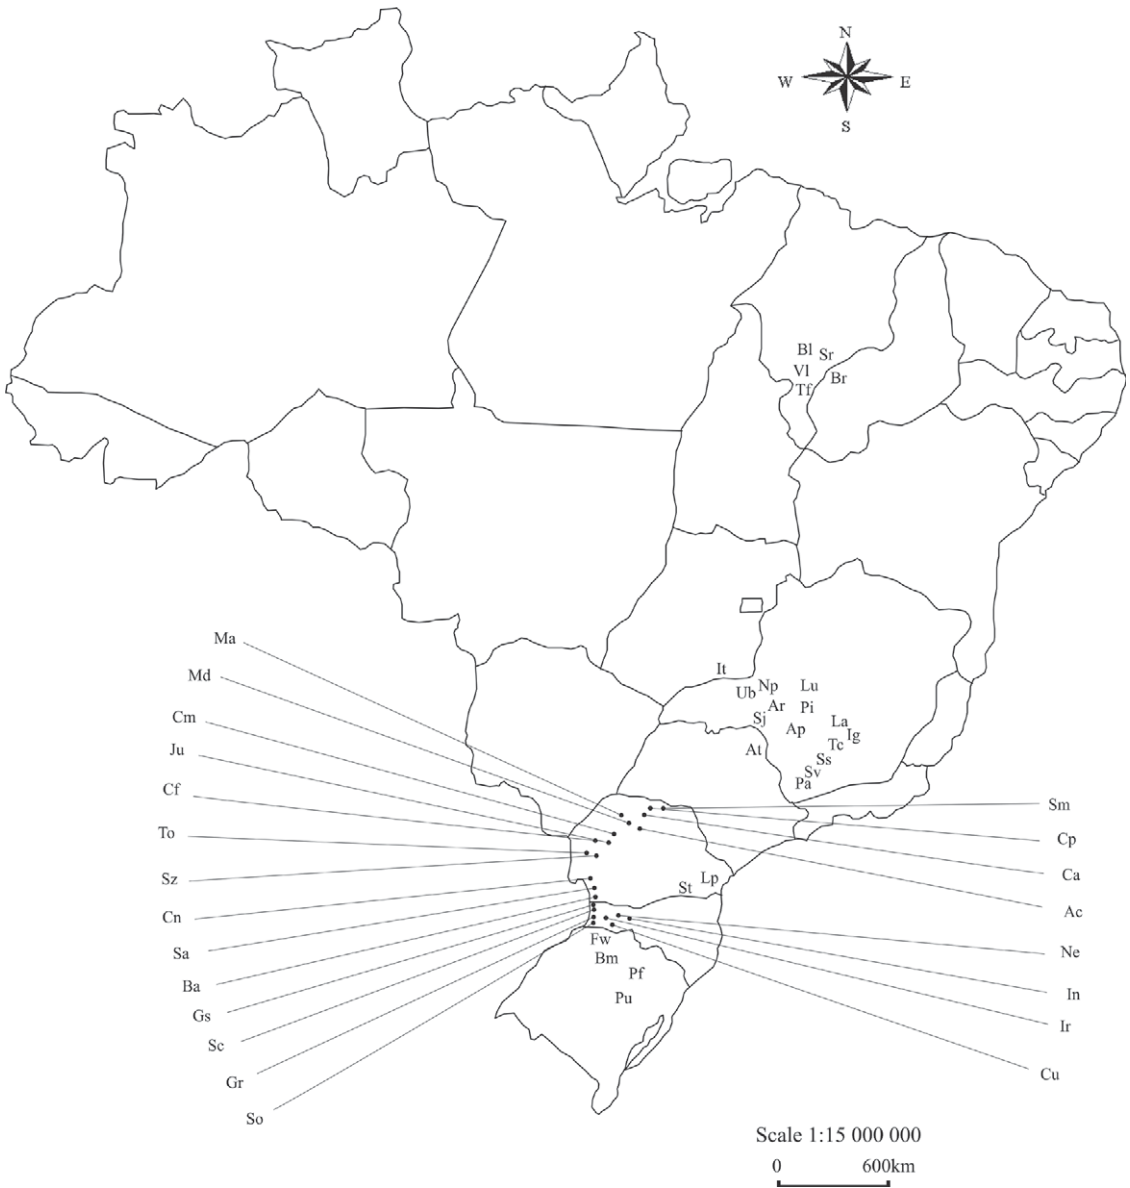 N
W E
S
Bl Sr
Vl Br
Tf
It
Ub Np Lu
Ar Pi
Sj Ap La
Ig
At Tc
Ss
Sv
Pa
Ma
Md
Cm
Ju
Cf
To
Sz
Cn
Sa
Ba
Gs
Sc
Gr
So
Sm
Cp
Ca
Ac
Ne
In
Ir
Cu
Lp
St
Fw
Bm
Pf
Pu
Scale 1:15 000 000
0 600km